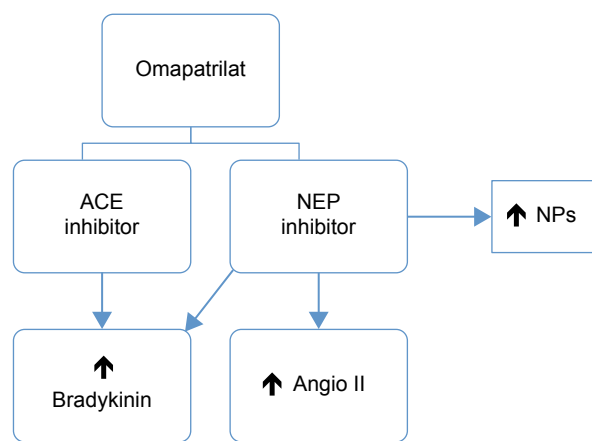 Omapatrilat
ACE
inhibitor
NEP
inhibitor
↑ NPs
↑
Bradykinin
↑ Angio II